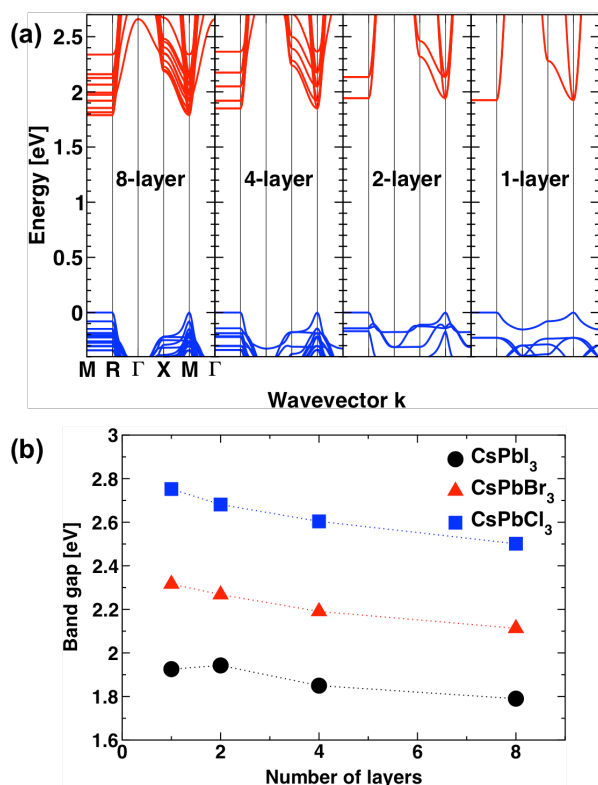 (a)
2.5
2
1.5
1
0.5
0
Energy [eV]
8-layer
4-layer
2-layer
1-layer
M R Γ X M Γ
Wavevector k
(b)
3
2.8
2.6
2.4
2.2
2
1.8
1.6
Band gap [eV]
CsPbI₃
CsPbBr₃
CsPbCl₃
0 2 4 6 8
Number of layers